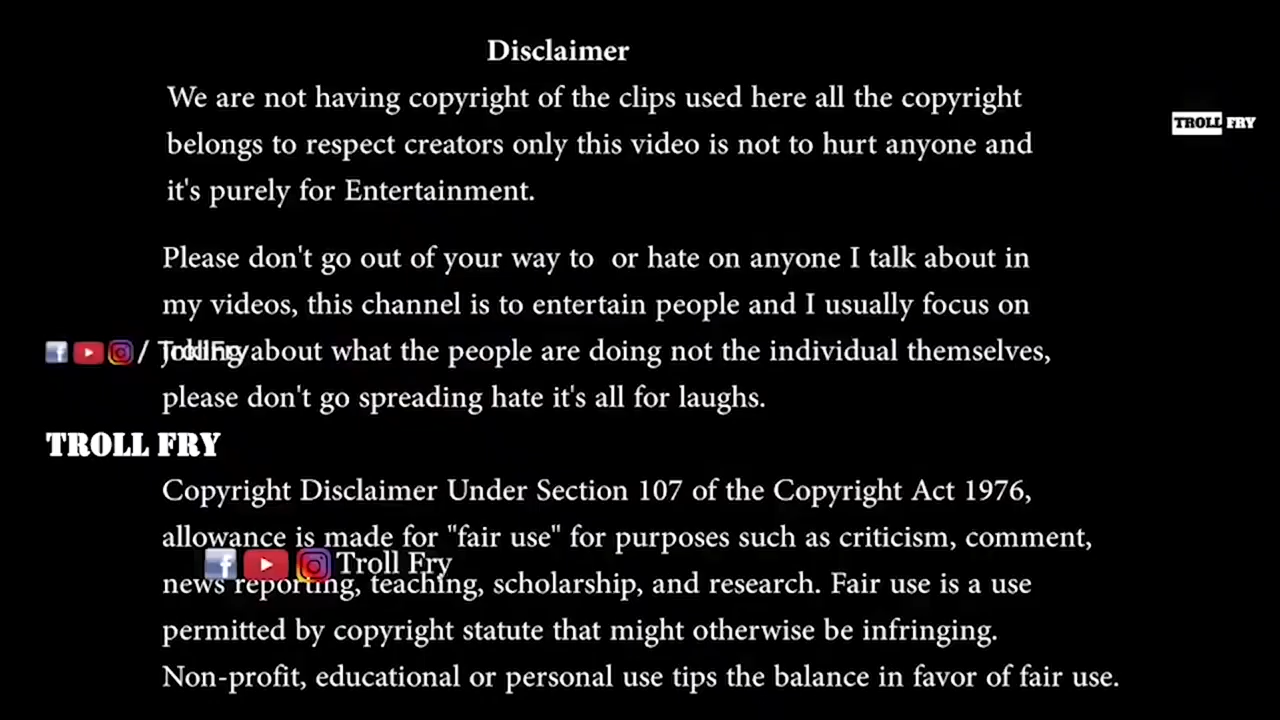 Disclaimer
We are not having copyright of the clips used here all the copyright
TROLL FRY
belongs to respect creators only this video is not to hurt anyone and
it's purely for Entertainment.
Please don't go out of your way to or hate on anyone I talk about in
my videos, this channel is to entertain people and I usually focus on
/ TrollFry
joking about what the people are doing not the individual themselves,
please don't go spreading hate it's all for laughs.
TROLL FRY
Copyright Disclaimer Under Section 107 of the Copyright Act 1976,
allowance is made for "fair use" for purposes such as criticism, comment,
Troll Fry
news reporting, teaching, scholarship, and research. Fair use is a use
permitted by copyright statute that might otherwise be infringing.
Non-profit, educational or personal use tips the balance in favor of fair use.